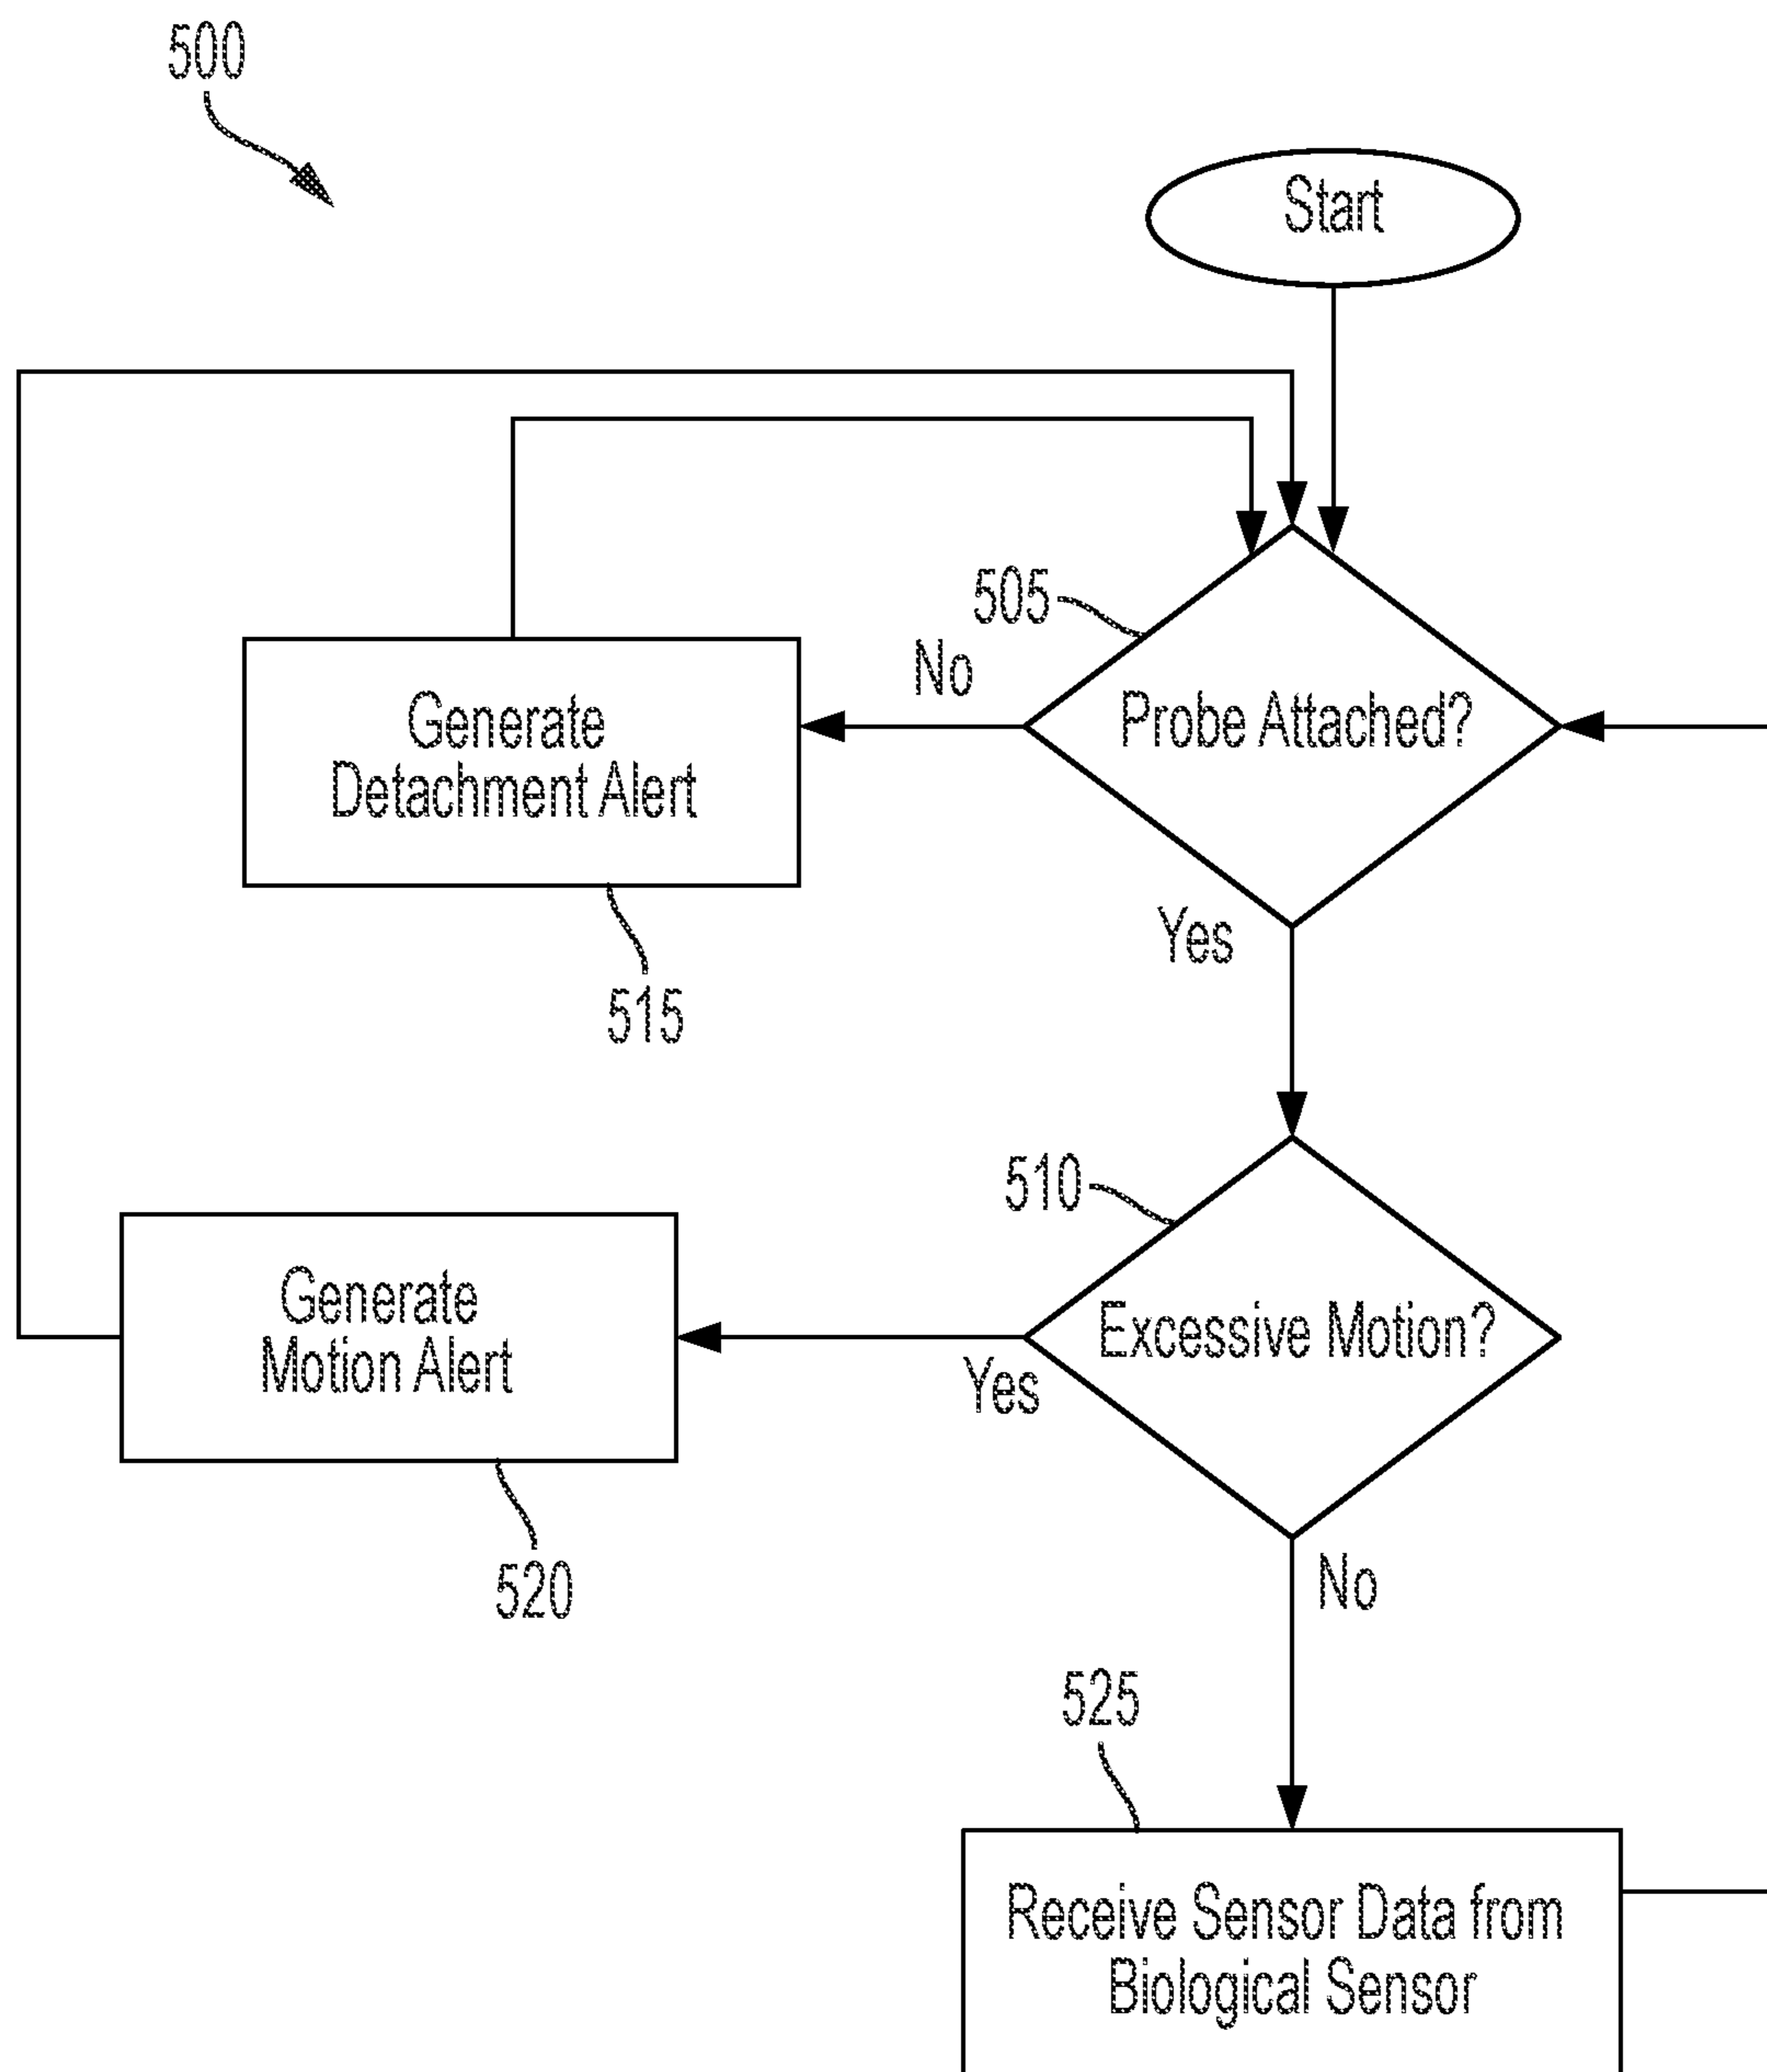 500
Start
505
No
Probe Attached?
Generate
Detachment Alert
Yes
515
510
Generate
Motion Alert
Excessive Motion?
Yes
520
No
525
Receive Sensor Data from
Biological Sensor